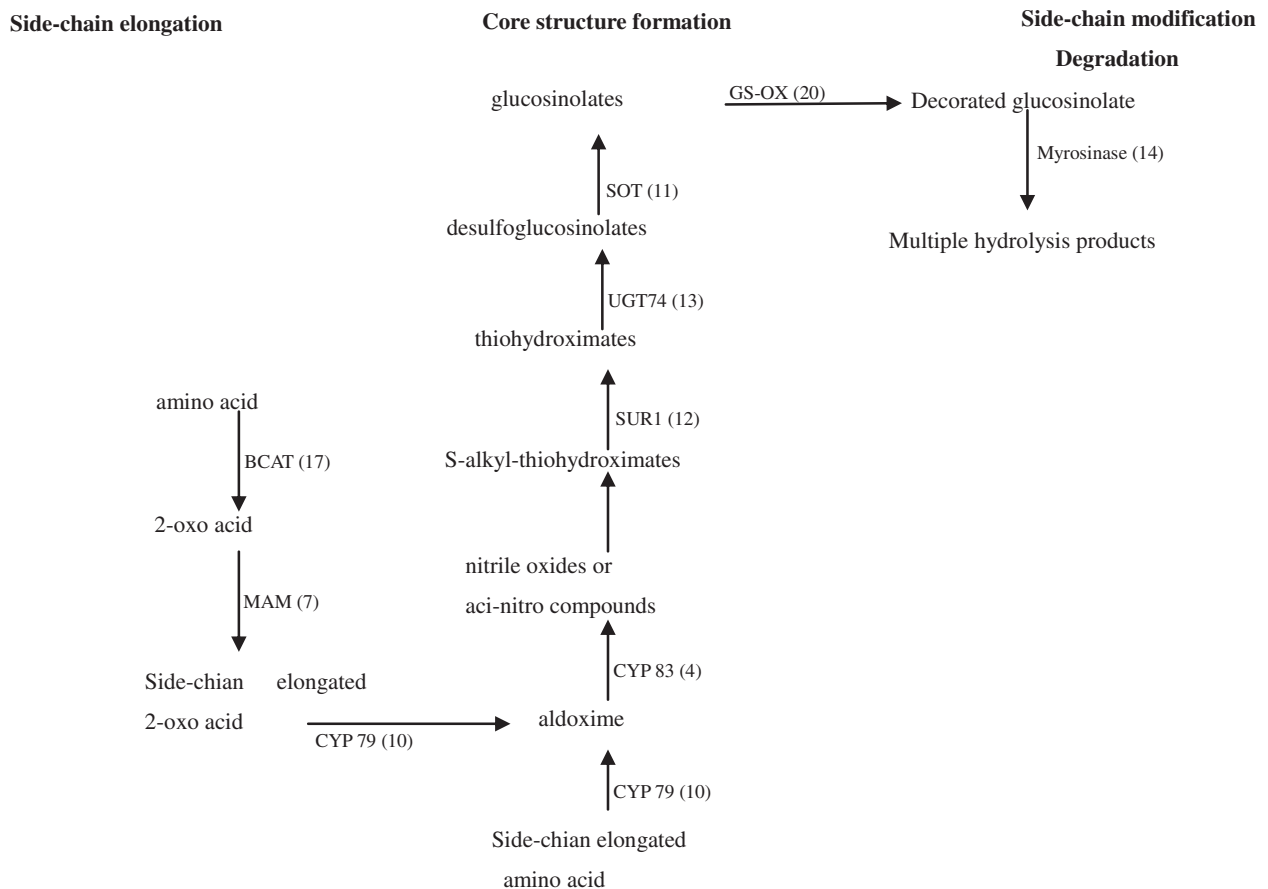 Side-chain elongation
Core structure formation
Side-chain modification
Degradation
glucosinolates
GS-OX (20)
Decorated glucosinolate
Myrosinase (14)
SOT (11)
desulfoglucosinolates
Multiple hydrolysis products
UGT74 (13)
thiohydroximates
amino acid
SUR1 (12)
BCAT (17)
S-alkyl-thiohydroximates
2-oxo acid
nitrile oxides or
aci-nitro compounds
MAM (7)
CYP 83 (4)
Side-chian elongated
2-oxo acid
aldoxime
CYP 79 (10)
CYP 79 (10)
Side-chian elongated
amino acid